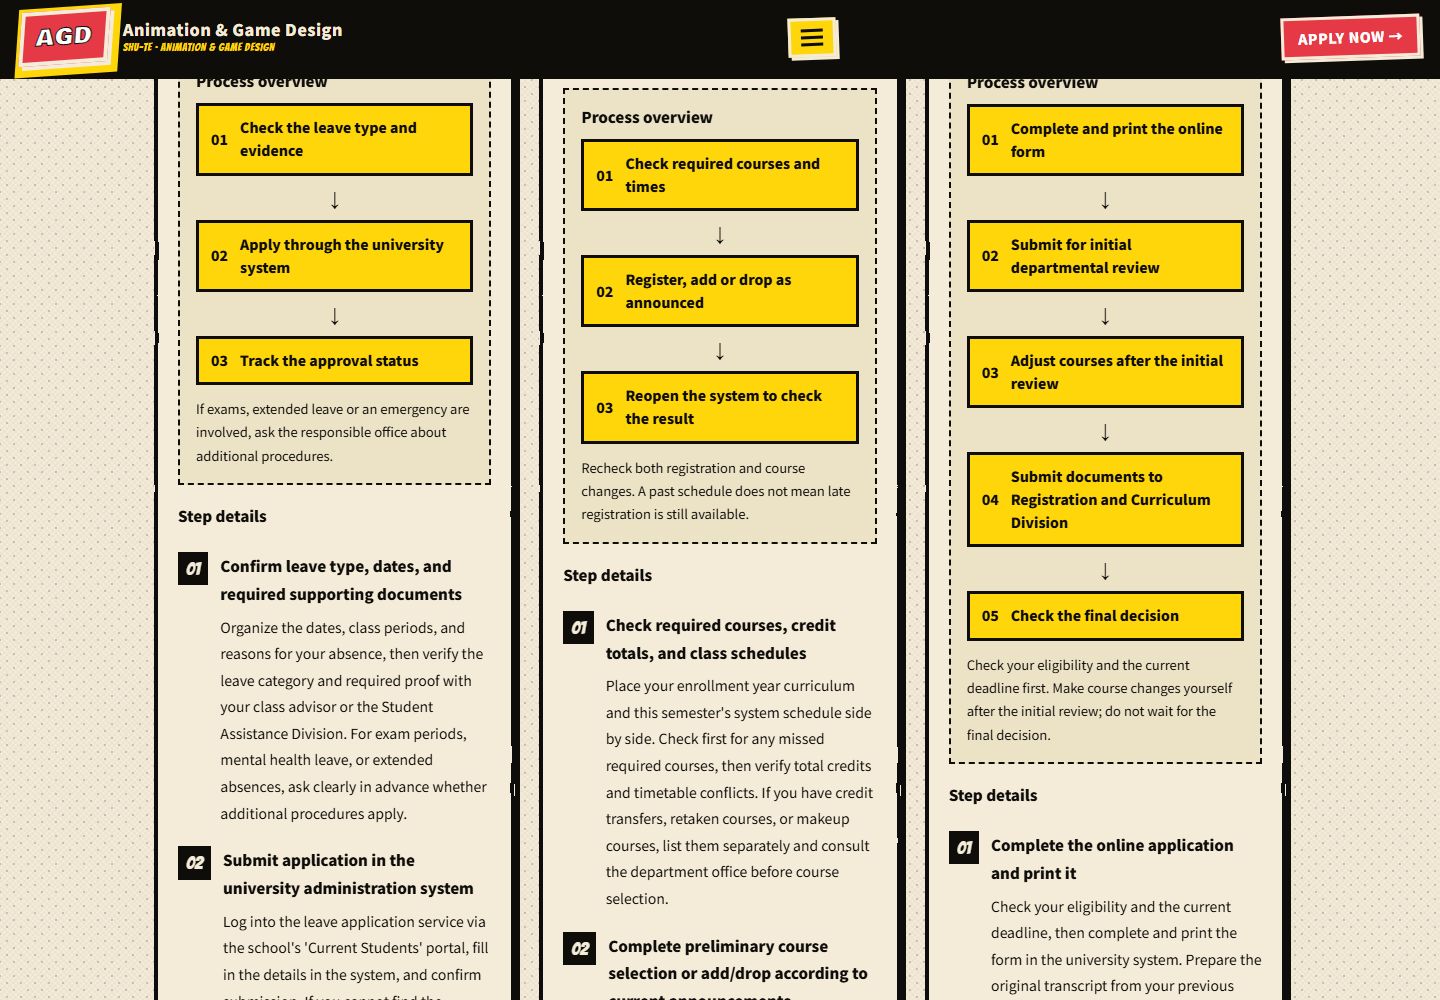 AGD
Animation & Game Design
SHU-TE • ANIMATION & GAME DESIGN
APPLY NOW →
Process overview
01 Check the leave type and
evidence
↓
02 Apply through the university
system
↓
03 Track the approval status
If exams, extended leave or an emergency are
involved, ask the responsible office about
additional procedures.
Step details
01 Confirm leave type, dates, and
required supporting documents
Organize the dates, class periods, and
reasons for your absence, then verify the
leave category and required proof with
your class advisor or the Student
Assistance Division. For exam periods,
mental health leave, or extended
absences, ask clearly in advance whether
additional procedures apply.
02 Submit application in the
university administration system
Log into the leave application service via
the school's 'Current Students' portal, fill
in the details in the system, and confirm
submission. If you cannot find the
Process overview
01 Check required courses and
times
↓
02 Register, add or drop as
announced
↓
03 Reopen the system to check
the result
Recheck both registration and course
changes. A past schedule does not mean late
registration is still available.
Step details
01 Check required courses, credit
totals, and class schedules
Place your enrollment year curriculum
and this semester's system schedule side
by side. Check first for any missed
required courses, then verify total credits
and timetable conflicts. If you have credit
transfers, retaken courses, or makeup
courses, list them separately and consult
the department office before course
selection.
02 Complete preliminary course
selection or add/drop according to
current announcements
Process overview
01 Complete and print the online
form
↓
02 Submit for initial
departmental review
↓
03 Adjust courses after the initial
review
↓
04 Submit documents to
Registration and Curriculum
Division
↓
05 Check the final decision
Check your eligibility and the current
deadline first. Make course changes yourself
after the initial review; do not wait for the
final decision.
Step details
01 Complete the online application
and print it
Check your eligibility and the current
deadline, then complete and print the
form in the university system. Prepare the
original transcript from your previous